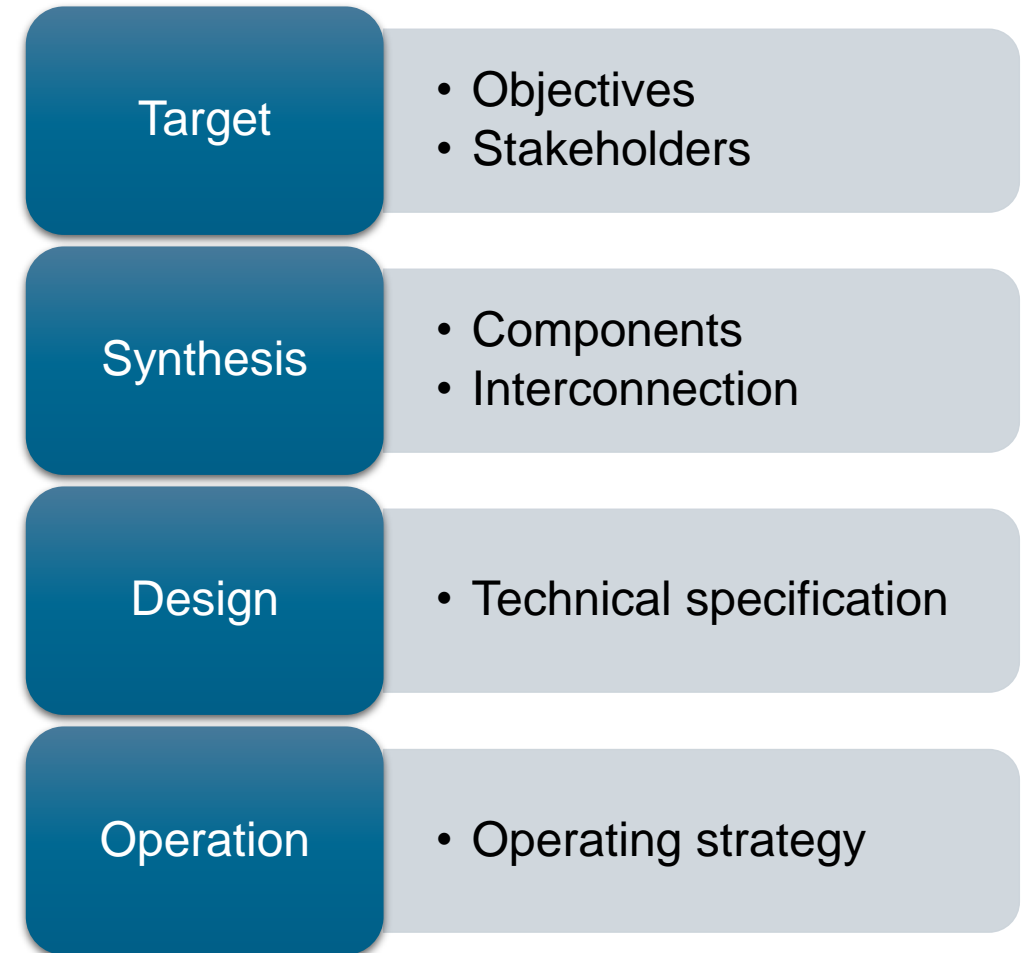 Target
• Objectives
• Stakeholders
Synthesis
• Components
• Interconnection
Design
• Technical specification
Operation
• Operating strategy